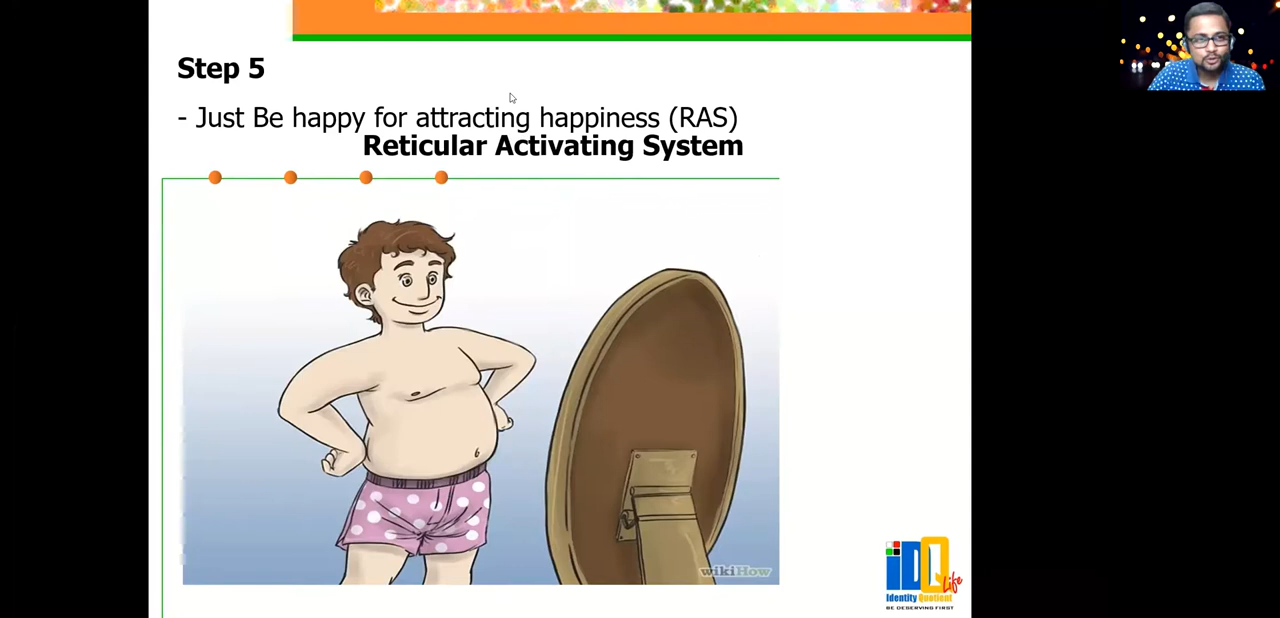 Step 5
- Just Be happy for attracting happiness (RAS)
Reticular Activating System
wikiHow
iDQ
Life
Identity Quotient
BE DESERVING FIRST